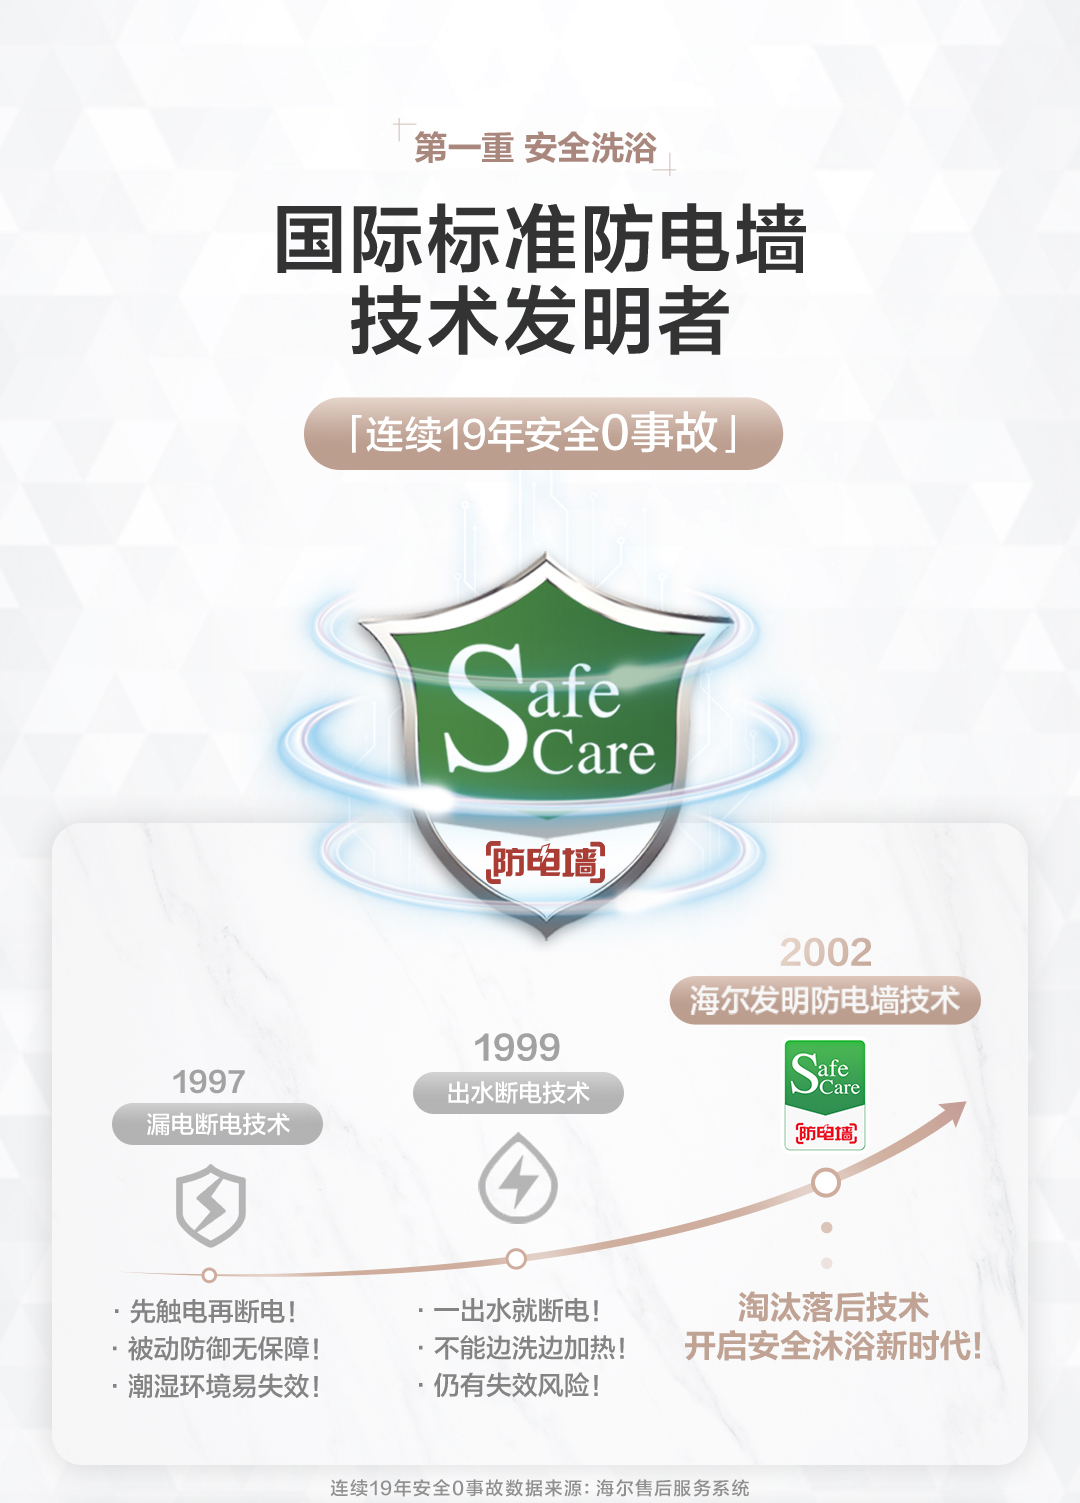 第一重 安全洗浴
国际标准防电墙
技术发明者
「连续19年安全0事故」
Safe
Care
防电墙
2002
海尔发明防电墙技术
1999
出水断电技术
1997
漏电断电技术
Safe
Care
防电墙
· 先触电再断电！
· 被动防御无保障！
· 潮湿环境易失效！
· 一出水就断电！
· 不能边洗边加热！
· 仍有失效风险！
淘汰落后技术
开启安全沐浴新时代！
连续19年安全0事故数据来源：海尔售后服务系统